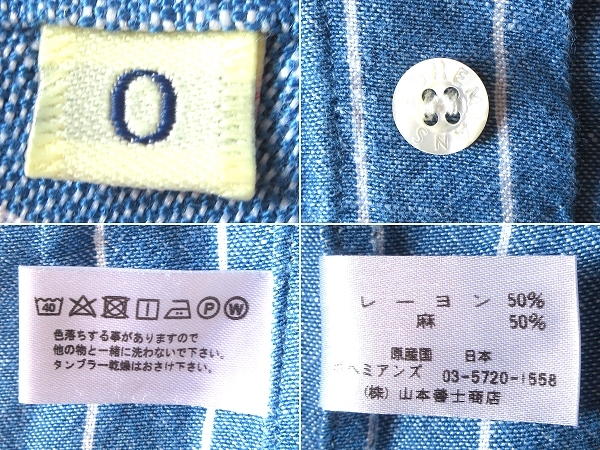 O
40 P W
色落ちする事がありますので
他の物と一緒に洗わないで下さい。
タンブラー乾燥はおさけ下さい。
レーヨン 50%
麻 50%
原産国 日本
ボヘミアンズ 03-5720-1558
(株) 山本善士商店